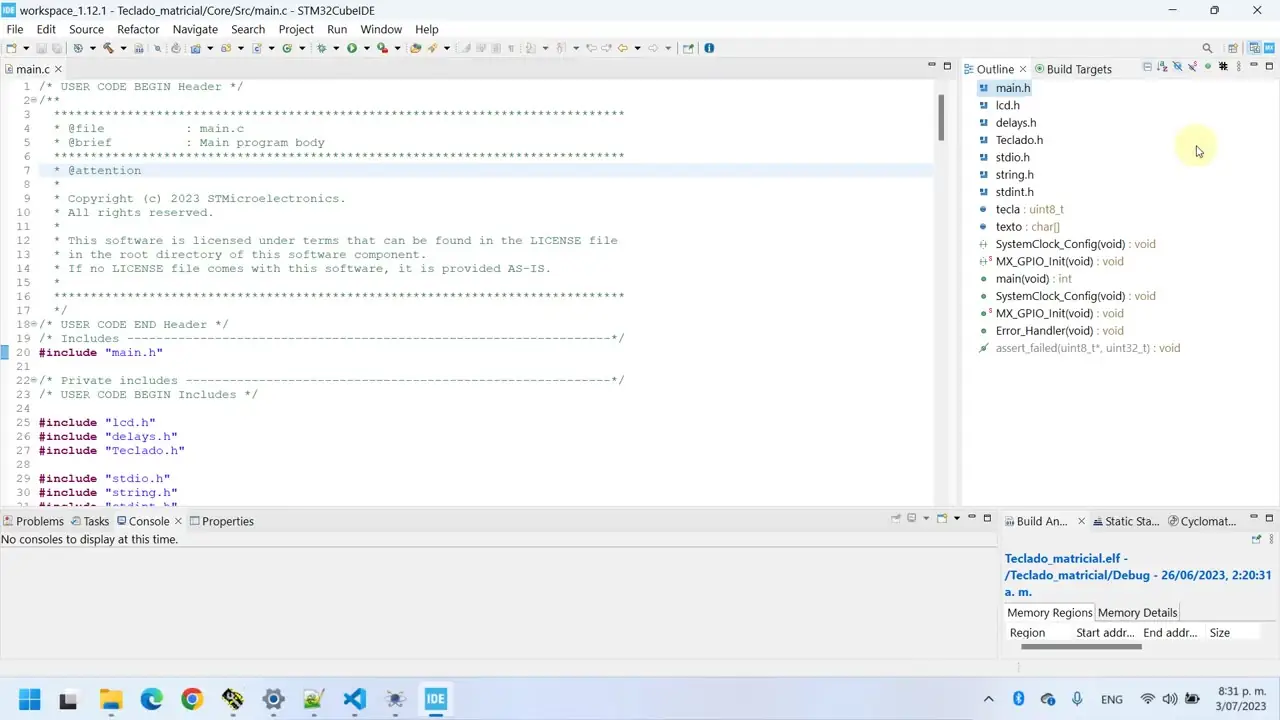 IDE workspace_1.12.1 - Teclado_matricial/Core/Src/main.c - STM32CubeIDE
File Edit Source Refactor Navigate Search Project Run Window Help
main.c
1 /* USER CODE BEGIN Header */
2 /**
3 ******************************************************************************
4 * @file : main.c
5 * @brief : Main program body
6 ******************************************************************************
7 * @attention
8 *
9 * Copyright (c) 2023 STMicroelectronics.
10 * All rights reserved.
11 *
12 * This software is licensed under terms that can be found in the LICENSE file
13 * in the root directory of this software component.
14 * If no LICENSE file comes with this software, it is provided AS-IS.
15 *
16 ******************************************************************************
17 */
18 /* USER CODE END Header */
19 /* Includes ------------------------------------------------------------------*/
20 #include "main.h"
21
22 /* Private includes ----------------------------------------------------------*/
23 /* USER CODE BEGIN Includes */
24
25 #include "lcd.h"
26 #include "delays.h"
27 #include "Teclado.h"
28
29 #include "stdio.h"
30 #include "string.h"
31 #include "stdint.h"
Outline Build Targets
main.h
lcd.h
delays.h
Teclado.h
stdio.h
string.h
stdint.h
tecla : uint8_t
texto : char[]
SystemClock_Config(void) : void
MX_GPIO_Init(void) : void
main(void) : int
SystemClock_Config(void) : void
MX_GPIO_Init(void) : void
Error_Handler(void) : void
assert_failed(uint8_t*, uint32_t) : void
Problems Tasks Console Properties
No consoles to display at this time.
Build An... Static Sta... Cyclomat...
Teclado_matricial.elf -
/Teclado_matricial/Debug - 26/06/2023, 2:20:31
a. m.
Memory Regions Memory Details
Region Start addr... End addr... Size
IDE
ENG
8:31 p. m.
3/07/2023